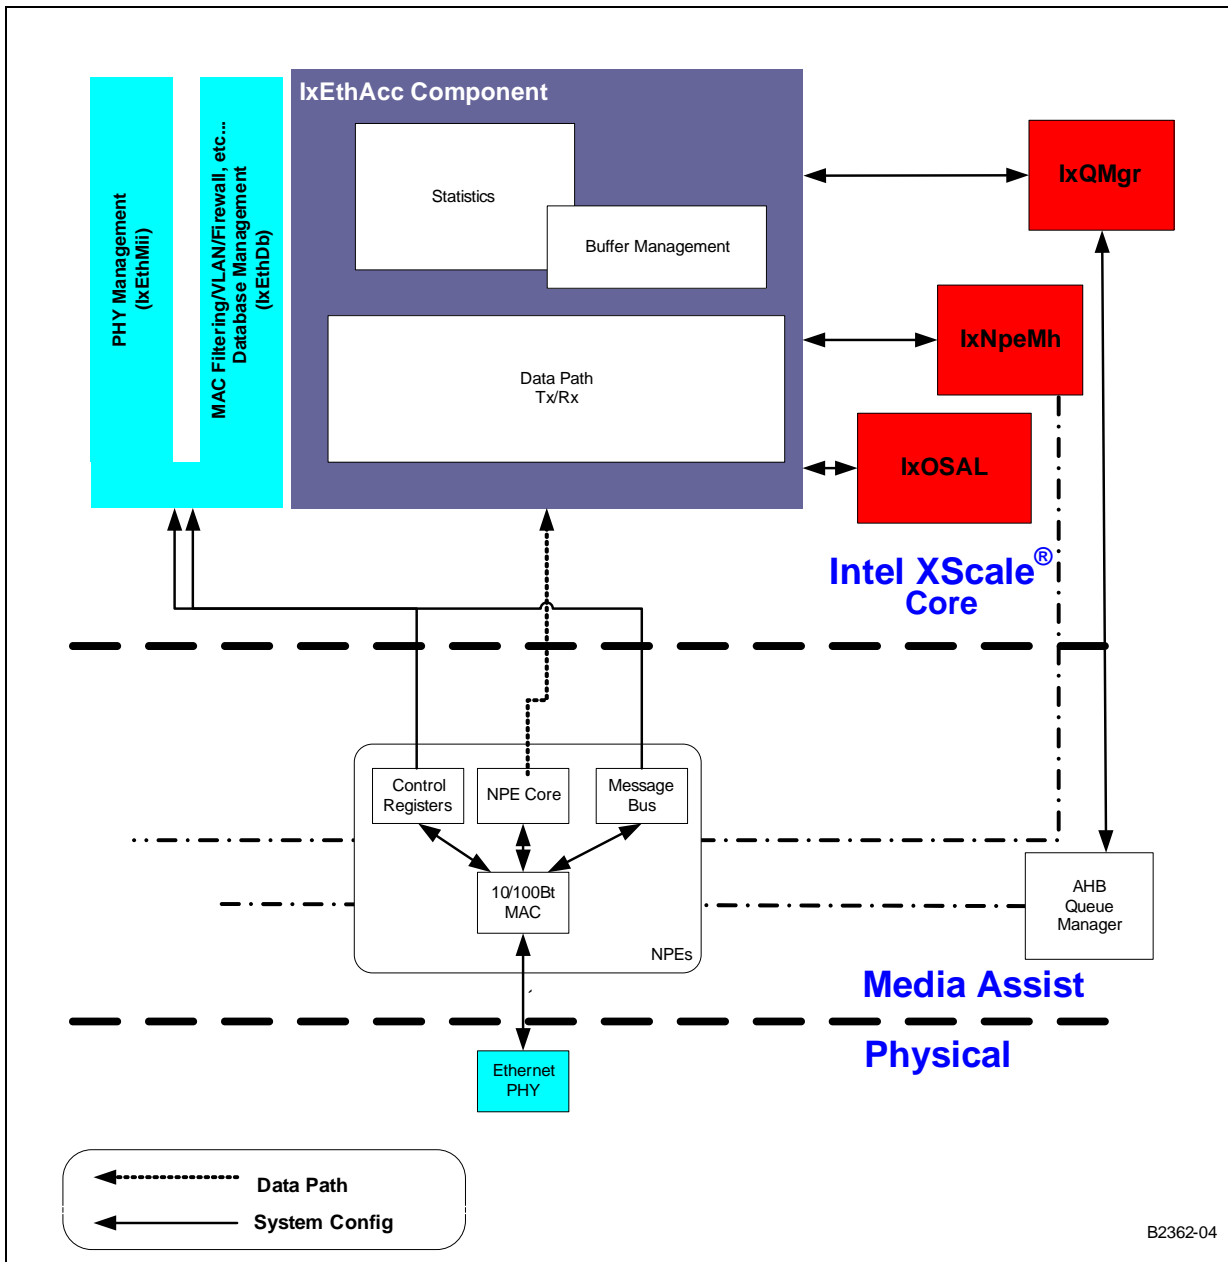 IxEthAcc Component
PHY Management
(IxEthMii)
MAC Filtering/VLAN/Firewall, etc...
Database Management
(IxEthDb)
Statistics
Buffer Management
Data Path
Tx/Rx
IxQMgr
IxNpeMh
IxOSAL
Intel XScale®
Core
Control
Registers
NPE Core
Message
Bus
10/100Bt
MAC
NPEs
AHB
Queue
Manager
Media Assist
Physical
Ethernet
PHY
Data Path
System Config
B2362-04